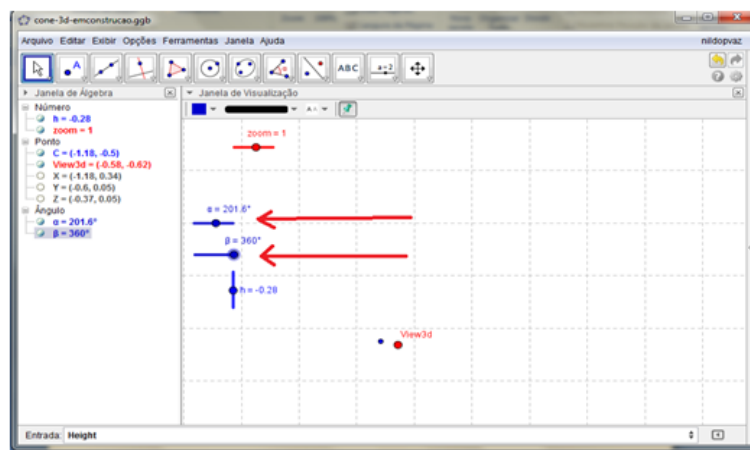 cone-3d-emconstrucao.ggb
Arquivo Editar Exibir Opções Ferramentas Janela Ajuda
nildopvaz
A
ABC
a=2
Janela de Álgebra
Janela de Visualização
Número
h = -0.28
zoom = 1
Ponto
C = (-1.18, -0.5)
View3d = (-0.58, -0.62)
X = (-1.18, 0.34)
Y = (-0.6, 0.05)
Z = (-0.37, 0.05)
Ângulo
α = 201.6°
β = 360°
zoom = 1
α = 201.6°
β = 360°
h = -0.28
View3d
Entrada: Height